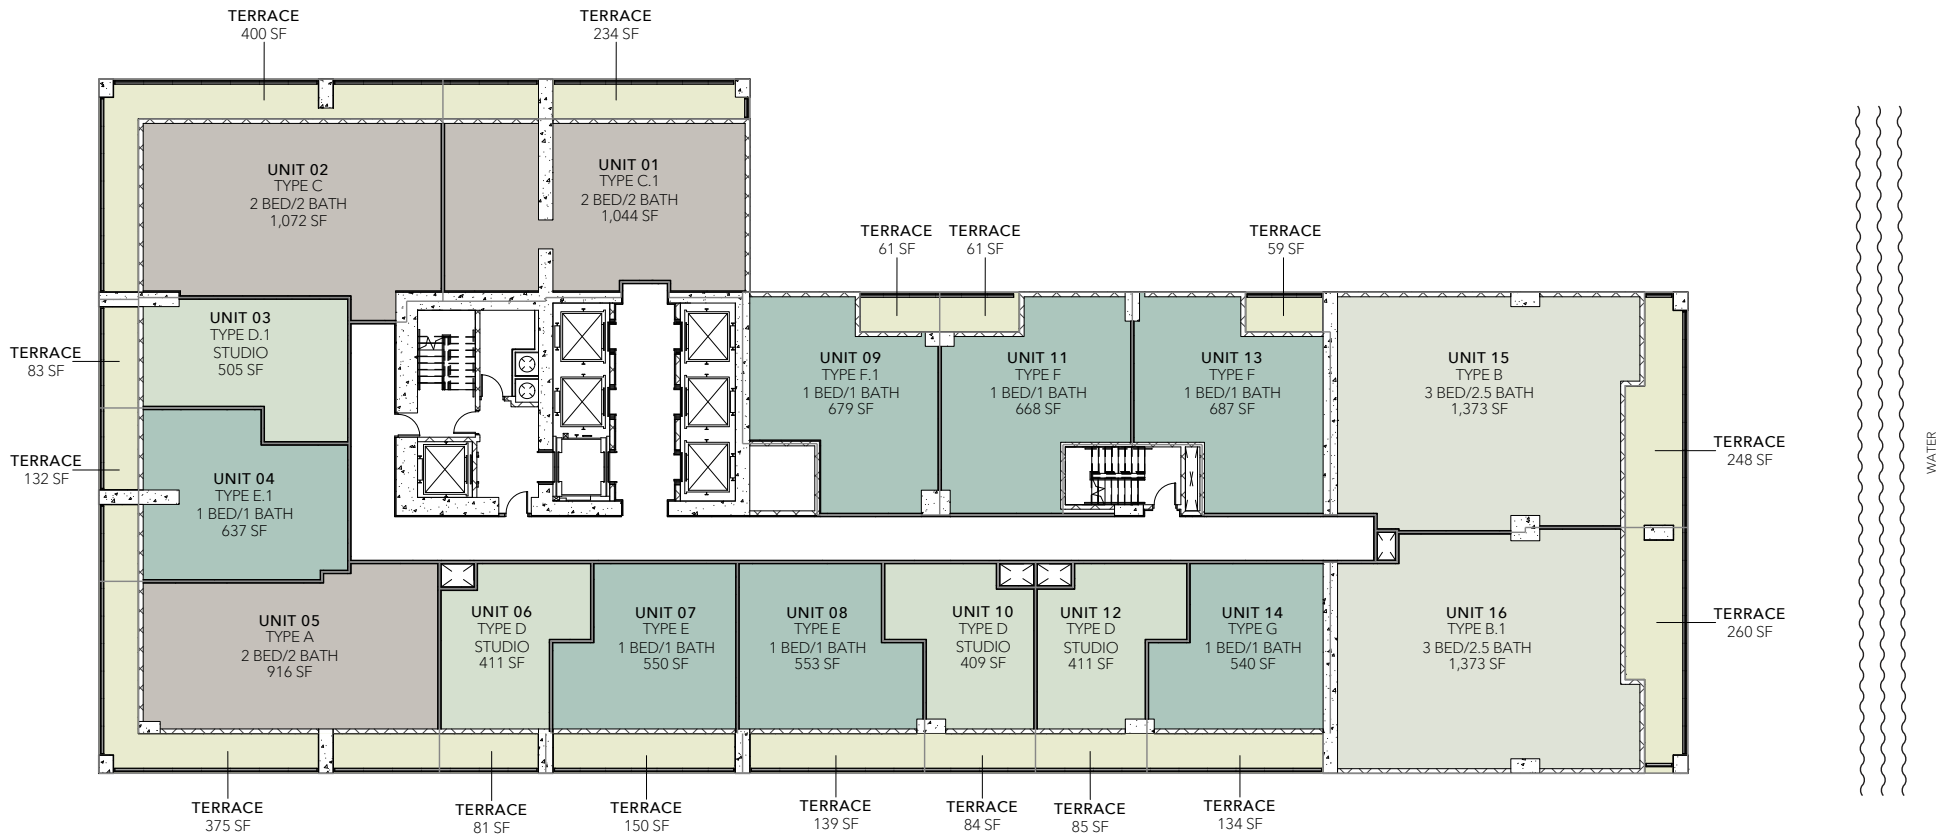 TERRACE
400 SF
TERRACE
234 SF
UNIT 02
TYPE C
2 BED/2 BATH
1,072 SF
UNIT 01
TYPE C.1
2 BED/2 BATH
1,044 SF
TERRACE
61 SF
TERRACE
61 SF
TERRACE
59 SF
UNIT 03
TYPE D.1
STUDIO
505 SF
TERRACE
83 SF
UNIT 09
TYPE F.1
1 BED/1 BATH
679 SF
UNIT 11
TYPE F
1 BED/1 BATH
668 SF
UNIT 13
TYPE F
1 BED/1 BATH
687 SF
UNIT 15
TYPE B
3 BED/2.5 BATH
1,373 SF
TERRACE
248 SF
WATER
TERRACE
132 SF
UNIT 04
TYPE E.1
1 BED/1 BATH
637 SF
UNIT 05
TYPE A
2 BED/2 BATH
916 SF
UNIT 06
TYPE D
STUDIO
411 SF
UNIT 07
TYPE E
1 BED/1 BATH
550 SF
UNIT 08
TYPE E
1 BED/1 BATH
553 SF
UNIT 10
TYPE D
STUDIO
409 SF
UNIT 12
TYPE D
STUDIO
411 SF
UNIT 14
TYPE G
1 BED/1 BATH
540 SF
UNIT 16
TYPE B.1
3 BED/2.5 BATH
1,373 SF
TERRACE
260 SF
TERRACE
375 SF
TERRACE
81 SF
TERRACE
150 SF
TERRACE
139 SF
TERRACE
84 SF
TERRACE
85 SF
TERRACE
134 SF